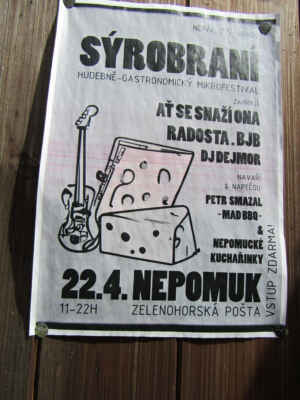 SÝROBRANÍ
HUDEBNĚ-GASTRONOMICKÝ MIKROFESTIVAL
ZAHRAJÍ
AŤ SE SNAŽÍ ONA
RADOSTA.BJB
DJ DEJMOR
NAVAŘÍ
& NAPEČOU
PETR SMAZAL
-MAD BBQ-
&
NEPOMUCKÉ
KUCHAŘINKY
VSTUP ZDARMA!
22.4. NEPOMUK
11-22H
ZELENOHORSKÁ POŠTA